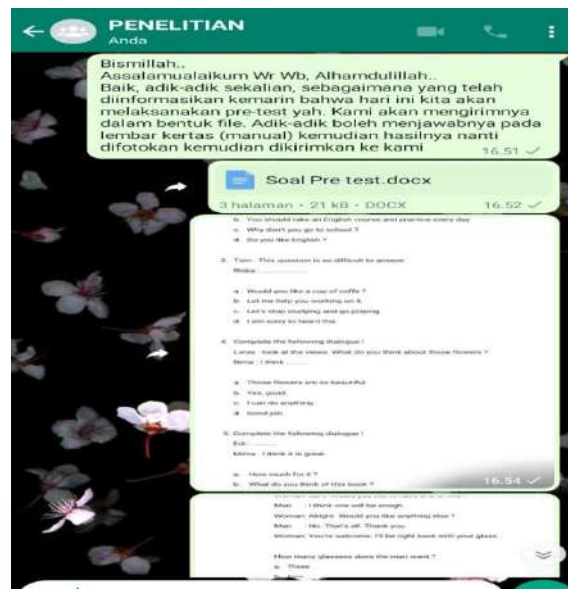 PENELITIAN
Anda
Bismillah..
Assalamualaikum Wr Wb, Alhamdulillah..
Baik, adik-adik sekalian, sebagaimana yang telah
diinformasikan kemarin bahwa hari ini kita akan
melaksanakan pre-test yah. Kami akan mengirimnya
dalam bentuk file. Adik-adik boleh menjawabnya pada
lembar kertas (manual) kemudian hasilnya nanti
difotokan kemudian dikirimkan ke kami
16.51
Soal Pre test.docx
3 halaman • 21 kB • DOCX 16.52
b. You should take an English course and practice every day
c. Why don't you go to school ?
d. Do you like English ?
Tom : This question is so difficult to answer.
Riska : ..............
a. Would you like a cup of coffe ?
b. Let me help you working on it.
c. Let's stop studying and go playing
d. I am sorry to heard this.
4. Complete the following dialogue !
Laras : look at the views. What do you think about those flowers ?
Mirna : I think ........
a. Those flowers are so beautiful
b. Yes, good.
c. I can do anything
d. Good job
5. Complete the following dialogue !
Edi : ..........
Mirna : I think it is great.
a. How much for it ?
b. What do you think of this book ?
16.54
Man : I think one will be enogh.
Woman: Alright. Would you like anything else ?
Man : No. That's all. Thank you.
Woman: You're welcome. I'll be right back with your glass.
How many glassess does the man want ?
a. Three